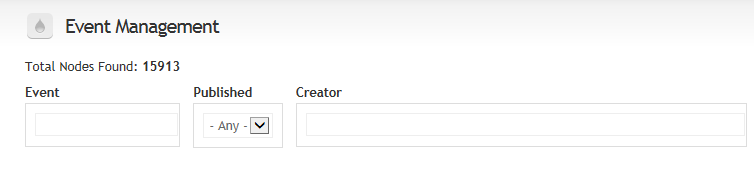 Event Management
Total Nodes Found: 15913
Event Published Creator
- Any -